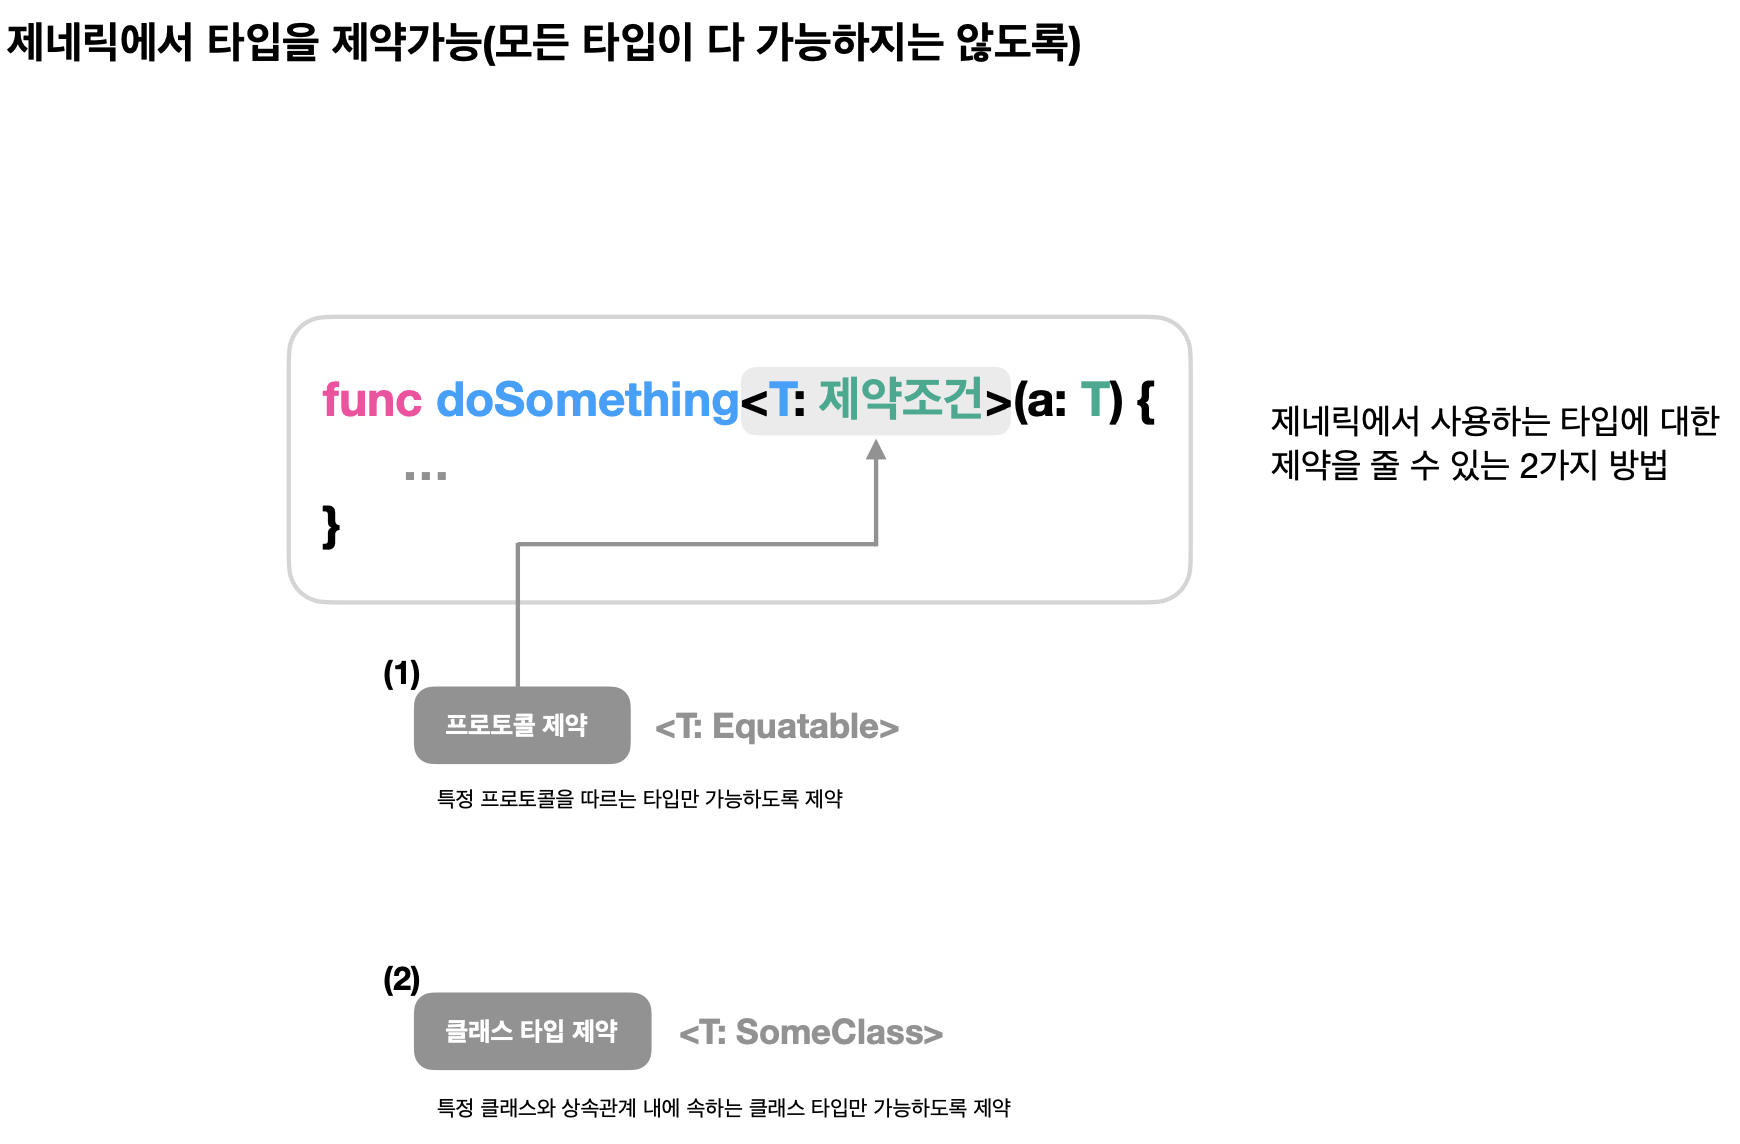 제네릭에서 타입을 제약가능(모든 타입이 다 가능하지는 않도록)
func doSomething<T: 제약조건>(a: T) {
...
}
제네릭에서 사용하는 타입에 대한
제약을 줄 수 있는 2가지 방법
(1)
프로토콜 제약 <T: Equatable>
특정 프로토콜을 따르는 타입만 가능하도록 제약
(2)
클래스 타입 제약 <T: SomeClass>
특정 클래스와 상속관계 내에 속하는 클래스 타입만 가능하도록 제약